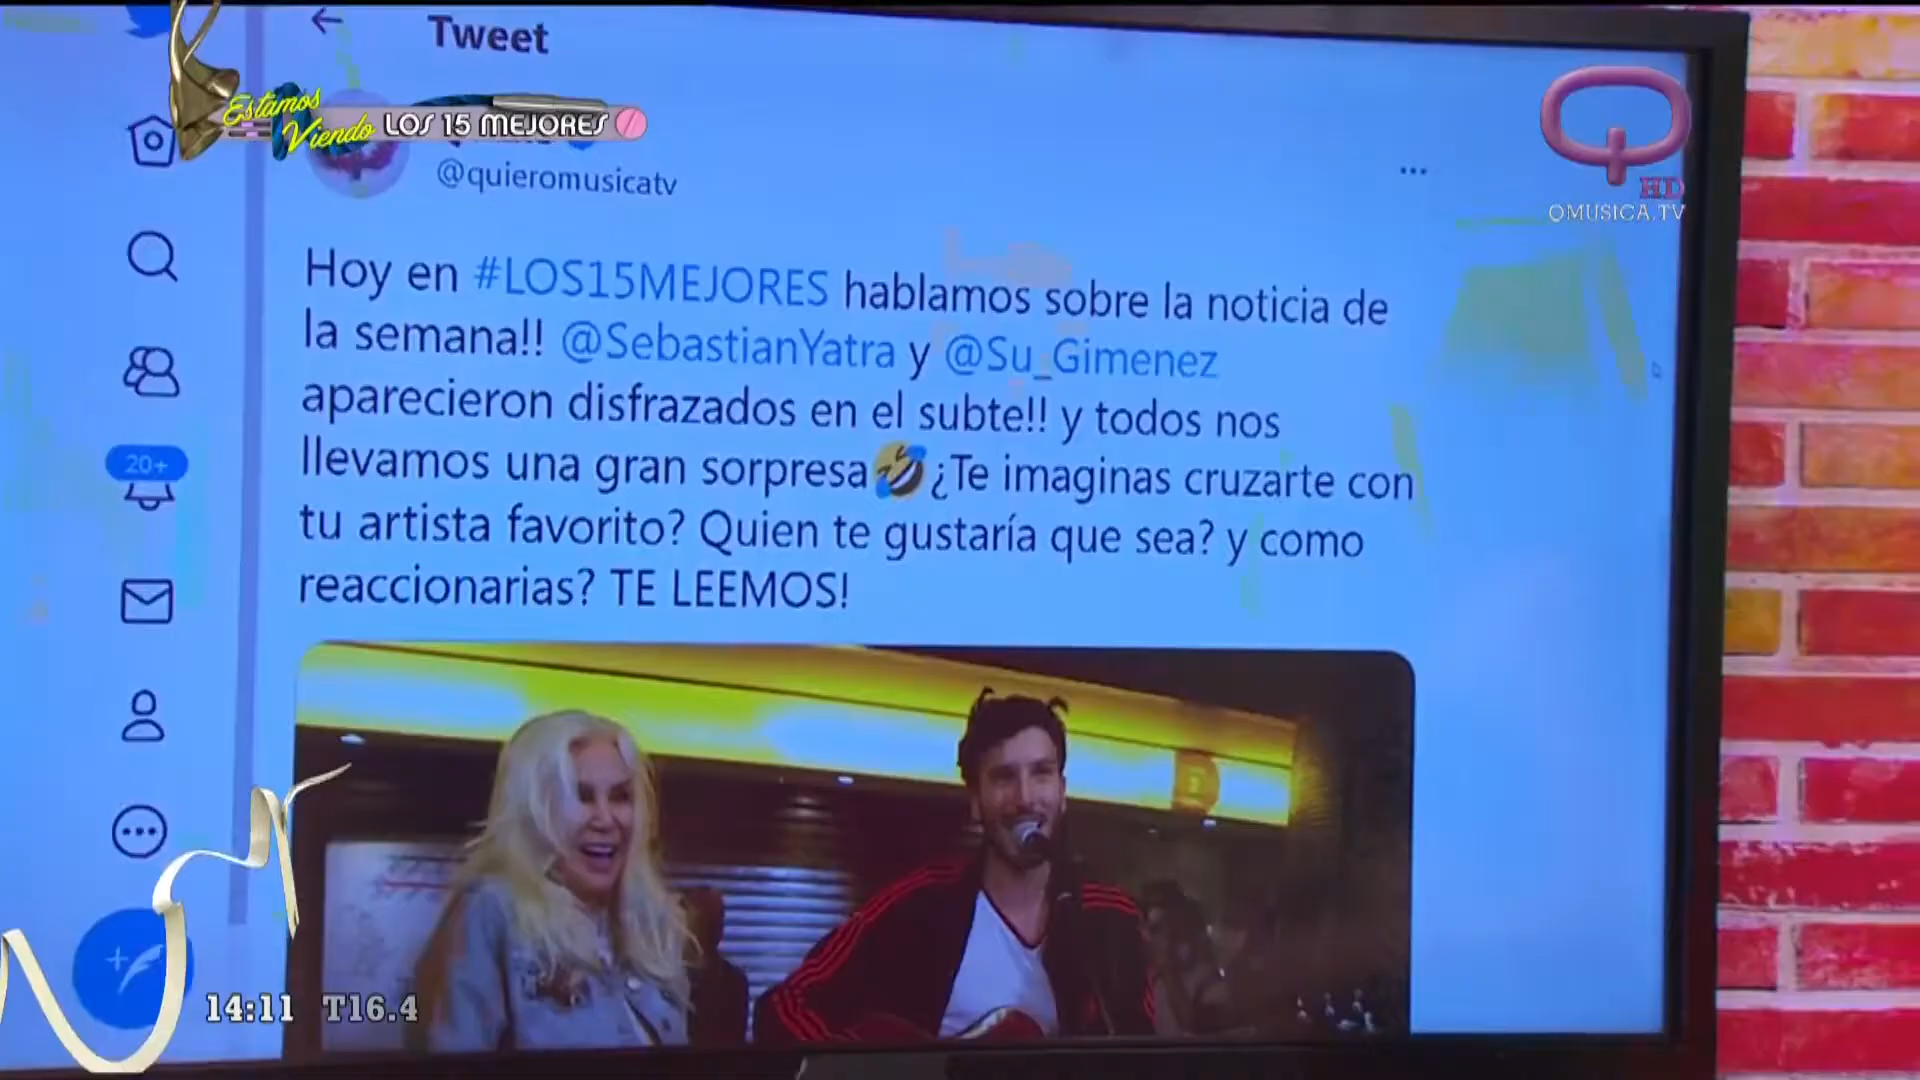 Tweet
Estamos
Viendo LOS 15 MEJORES
@quieromusicatv
HD
QMUSICA.TV
Hoy en #LOS15MEJORES hablamos sobre la noticia de
la semana!! @SebastianYatra y @Su_Gimenez
aparecieron disfrazados en el subte!! y todos nos
llevamos una gran sorpresa🤣¿Te imaginas cruzarte con
tu artista favorito? Quien te gustaría que sea? y como
reaccionarias? TE LEEMOS!
20+
D
14:11 T16.4